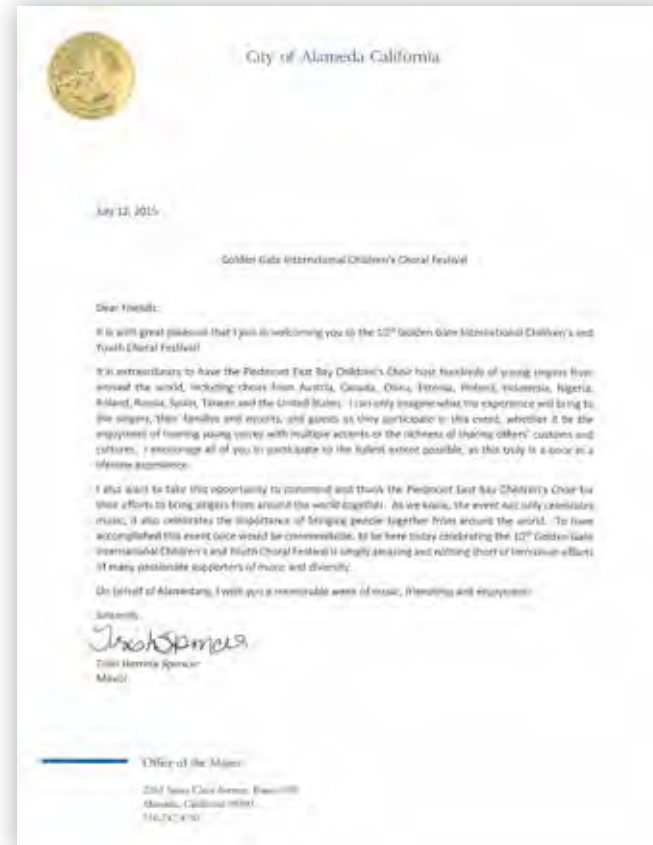 City of Alameda California
July 12, 2015
Golden Gate International Children's Choral Festival
Dear Friends:
It is with great pleasure that I join in welcoming you to the 10th Golden Gate International Children's and
Youth Choral Festival!
It is extraordinary to have the Piedmont East Bay Children's Choir host hundreds of young singers from
around the world, including choirs from Austria, Canada, China, Estonia, Finland, Indonesia, Nigeria,
Poland, Russia, Spain, Taiwan and the United States. I can only imagine what the experience will bring to
the singers, their families and escorts, and guests as they participate in this event, whether it be the
enjoyment of hearing young voices with multiple accents or the richness of sharing others' customs and
cultures. I encourage all of you to participate to the fullest extent possible, as this truly is a once in a
lifetime experience.
I also want to take this opportunity to commend and thank the Piedmont East Bay Children's Choir for
their efforts to bring singers from around the world together. As we know, the event not only celebrates
music, it also celebrates the importance of bringing people together from around the world. To have
accomplished this event once would be commendable, to be here today celebrating the 10th Golden Gate
International Children's and Youth Choral Festival is simply amazing and nothing short of herculean efforts
of many passionate supporters of music and diversity.
On behalf of Alamedans, I wish you a memorable week of music, friendship and enjoyment!
Sincerely,
Trish Spencer
Trish Herrera Spencer
Mayor
Office of the Mayor
2263 Santa Clara Avenue, Room
Alameda, California